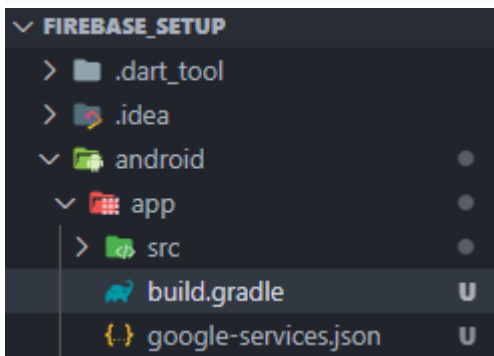 FIREBASE_SETUP
.dart_tool
.idea
android
app
src
build.gradle U
google-services.json U